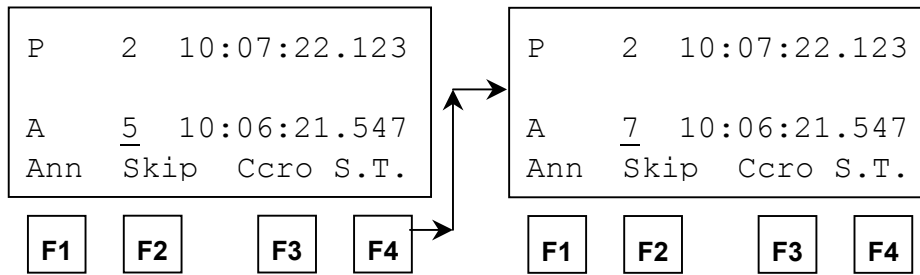 P 2 10:07:22.123
A 5 10:06:21.547
Ann Skip Ccro S.T.
F1 F2 F3 F4
P 2 10:07:22.123
A 7 10:06:21.547
Ann Skip Ccro S.T.
F1 F2 F3 F4